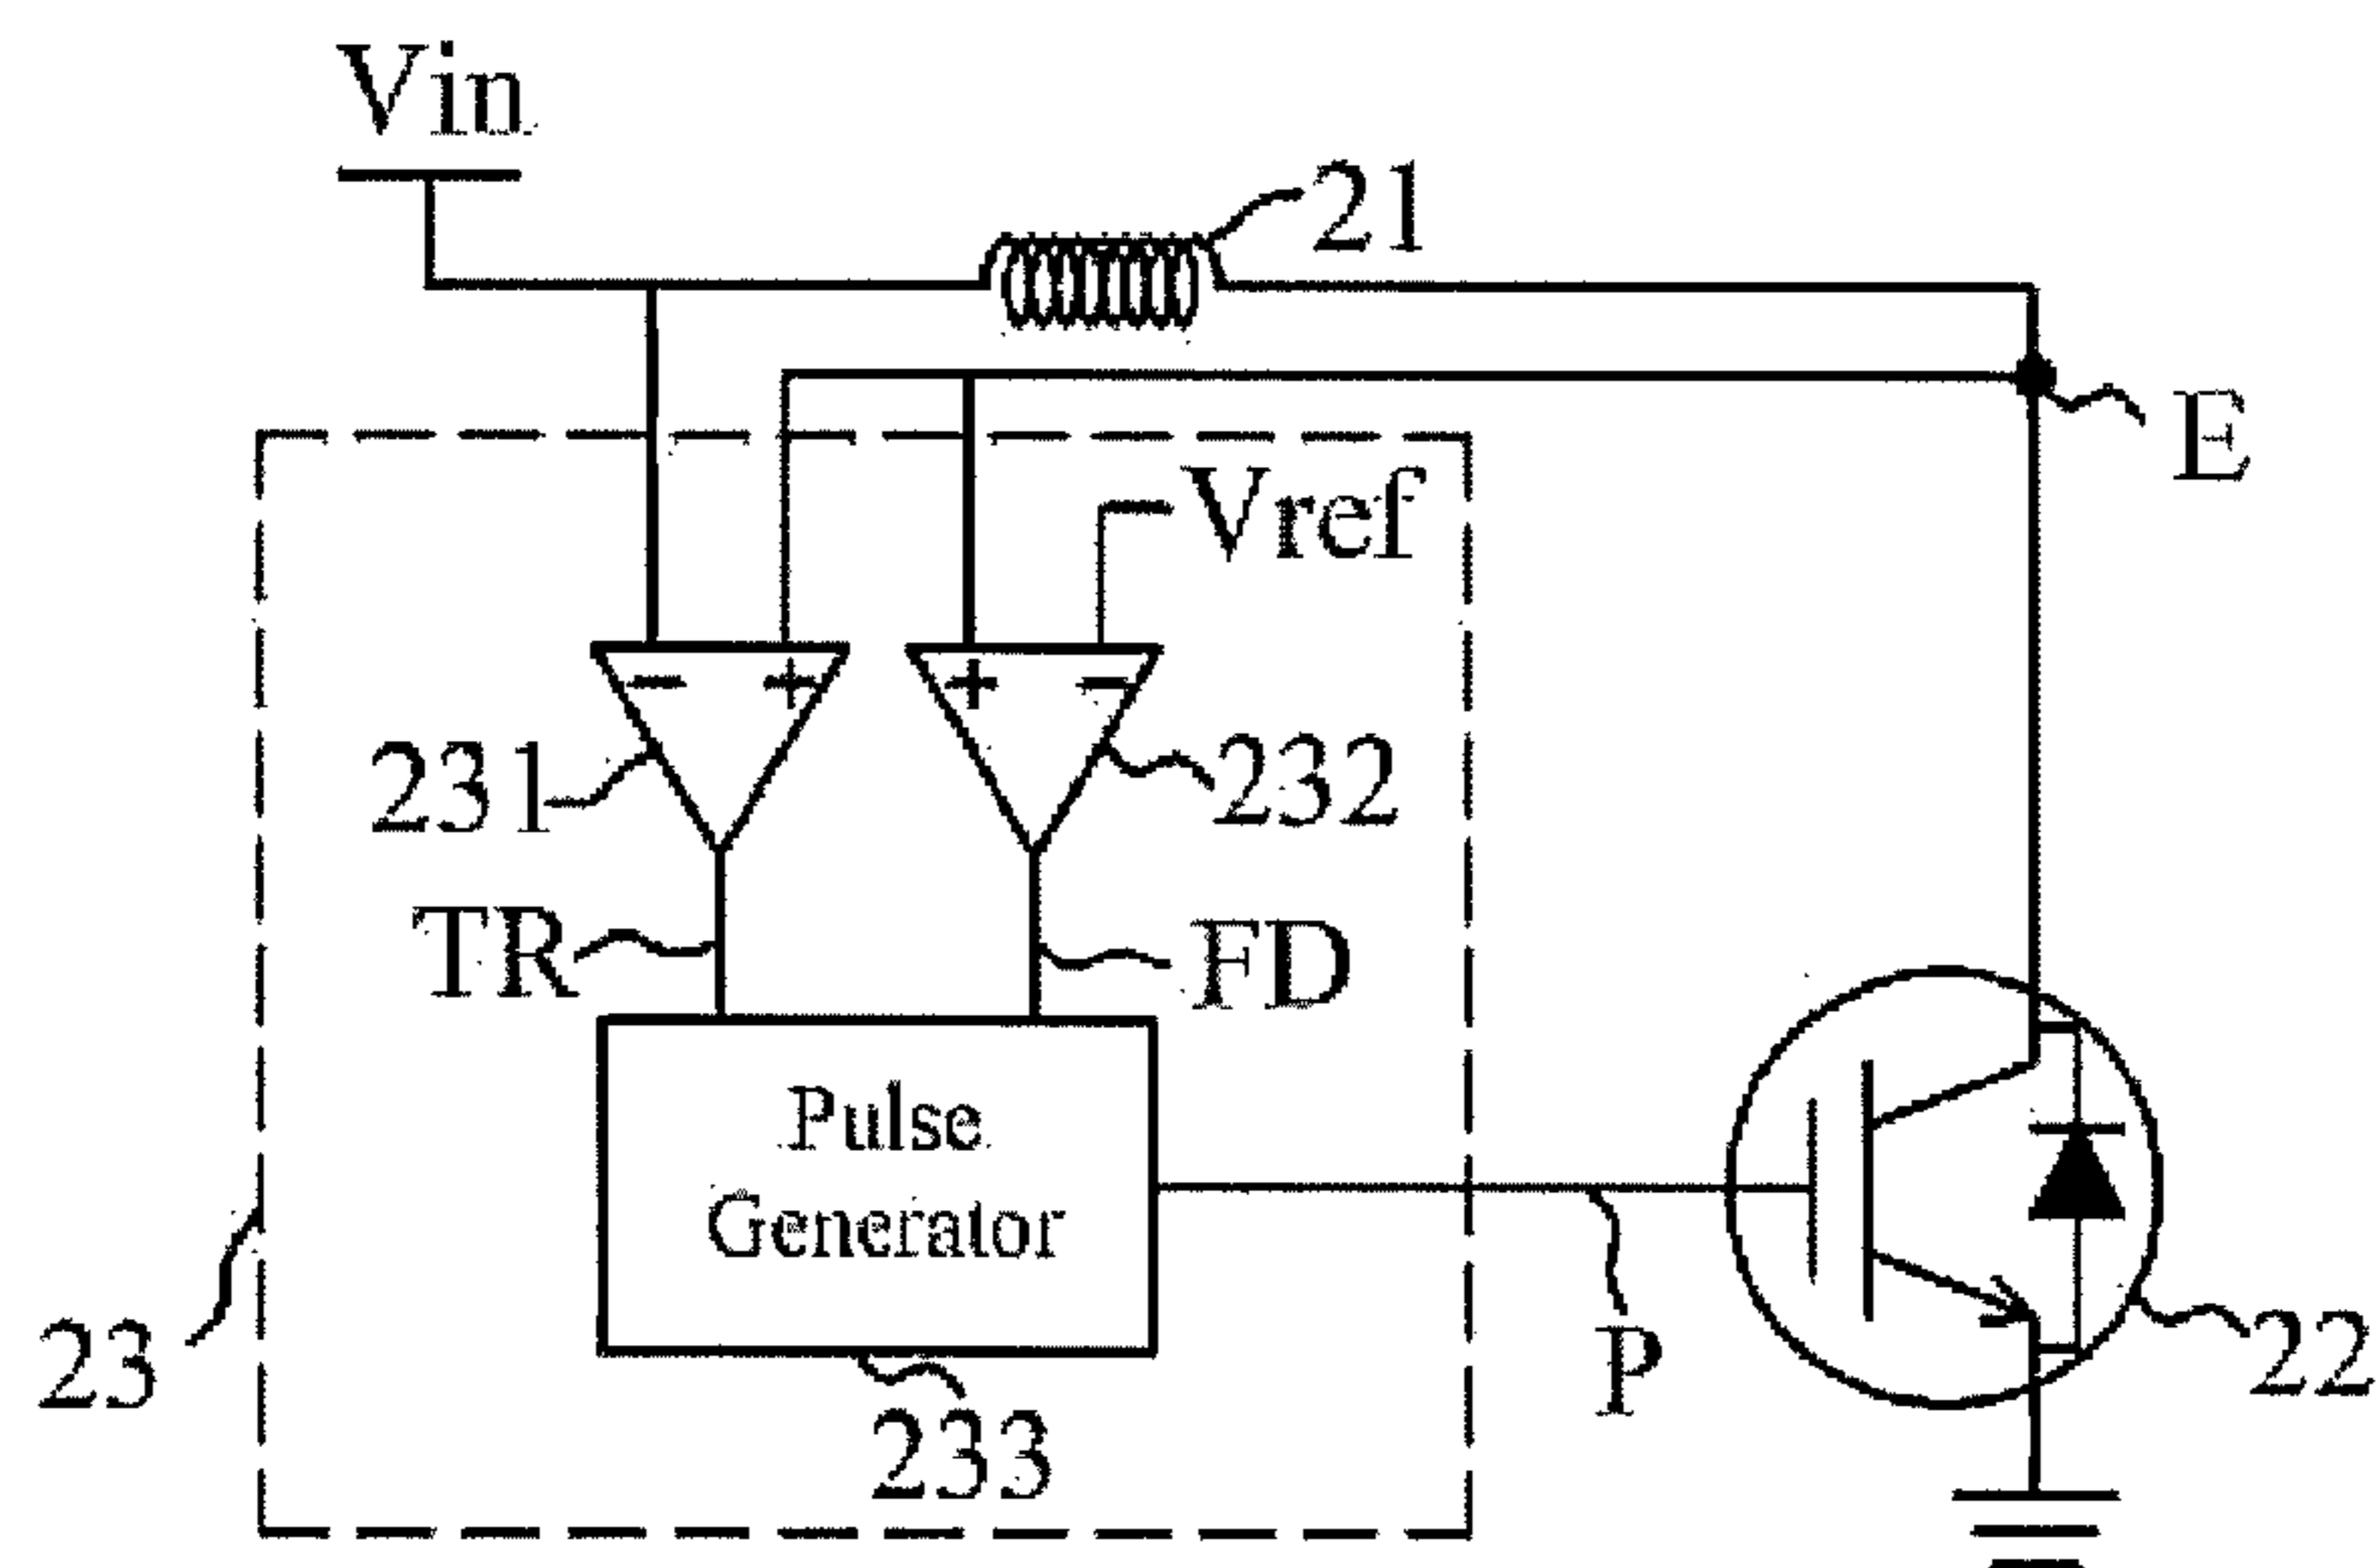 Vin
21
E
Vref
− +
+ −
231
232
TR
FD
Pulse
Generator
23
P
22
233